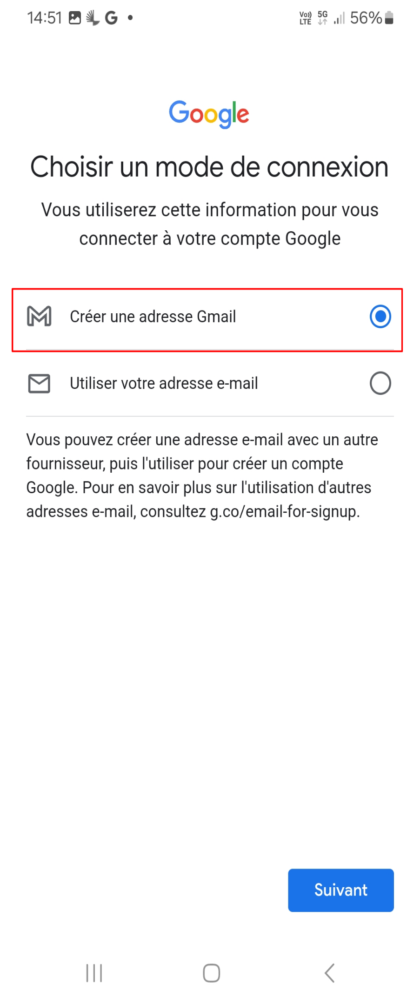 14:51 G
Vo)) LTE 5G 56%
Google
Choisir un mode de connexion
Vous utiliserez cette information pour vous
connecter à votre compte Google
Créer une adresse Gmail
Utiliser votre adresse e-mail
Vous pouvez créer une adresse e-mail avec un autre
fournisseur, puis l'utiliser pour créer un compte
Google. Pour en savoir plus sur l'utilisation d'autres
adresses e-mail, consultez g.co/email-for-signup.
Suivant